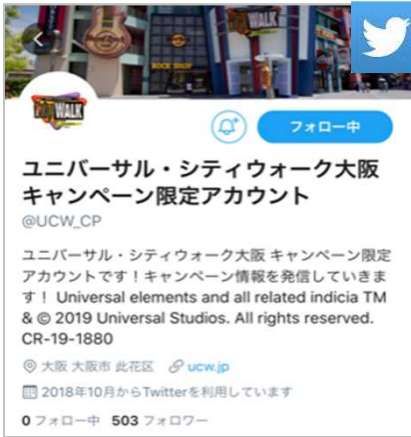 Hard Rock
ROCK SHOP
CITY WALK
フォロー中
ユニバーサル・シティウォーク大阪
キャンペーン限定アカウント
@UCW_CP
ユニバーサル・シティウォーク大阪 キャンペーン限定
アカウントです！キャンペーン情報を発信していきま
す！ Universal elements and all related indicia TM
& © 2019 Universal Studios. All rights reserved.
CR-19-1880
大阪 大阪市 此花区 ucw.jp
2018年10月からTwitterを利用しています
0 フォロー中 503 フォロワー